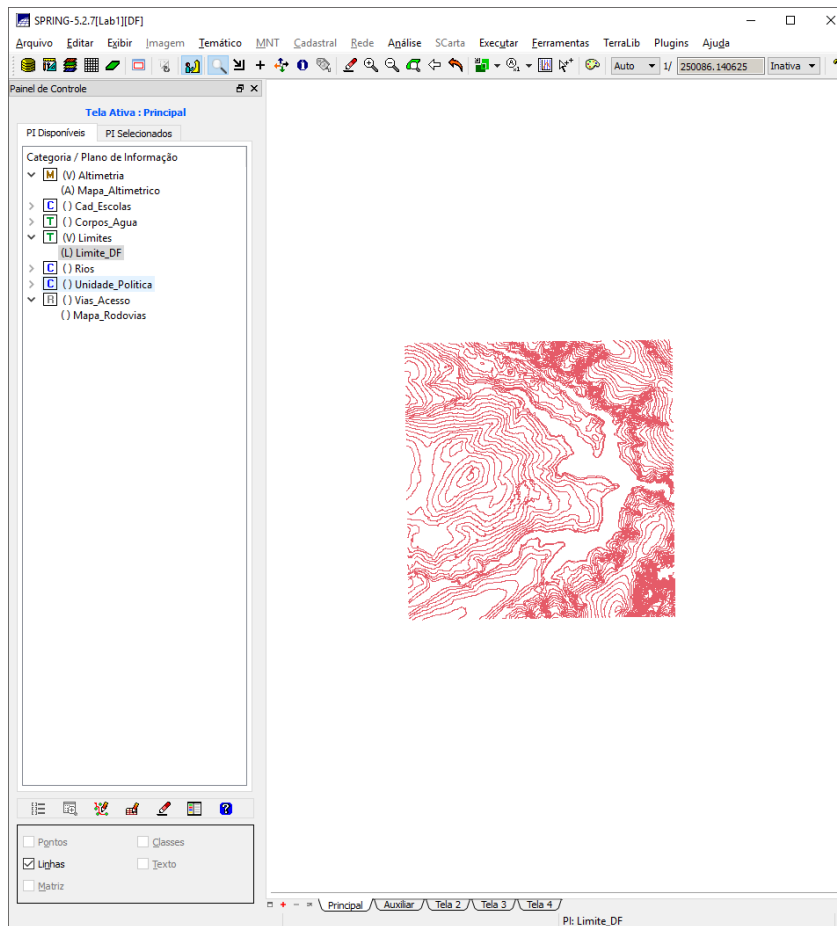 SPRING-5.2.7[Lab1][DF]
Arquivo Editar Exibir Imagem Temático MNT Cadastral Rede Análise SCarta Executar Ferramentas TerraLib Plugins Ajuda
Auto 1/ 250086.140625 Inativa
Painel de Controle
Tela Ativa : Principal
PI Disponíveis PI Selecionados
Categoria / Plano de Informação
M (V) Altimetria
(A) Mapa_Altimetrico
C ( ) Cad_Escolas
T ( ) Corpos_Agua
T (V) Limites
(L) Limite_DF
C ( ) Rios
C ( ) Unidade_Politica
R ( ) Vias_Acesso
( ) Mapa_Rodovias
Pontos Classes
Linhas Texto
Matriz
Principal Auxiliar Tela 2 Tela 3 Tela 4
PI: Limite_DF